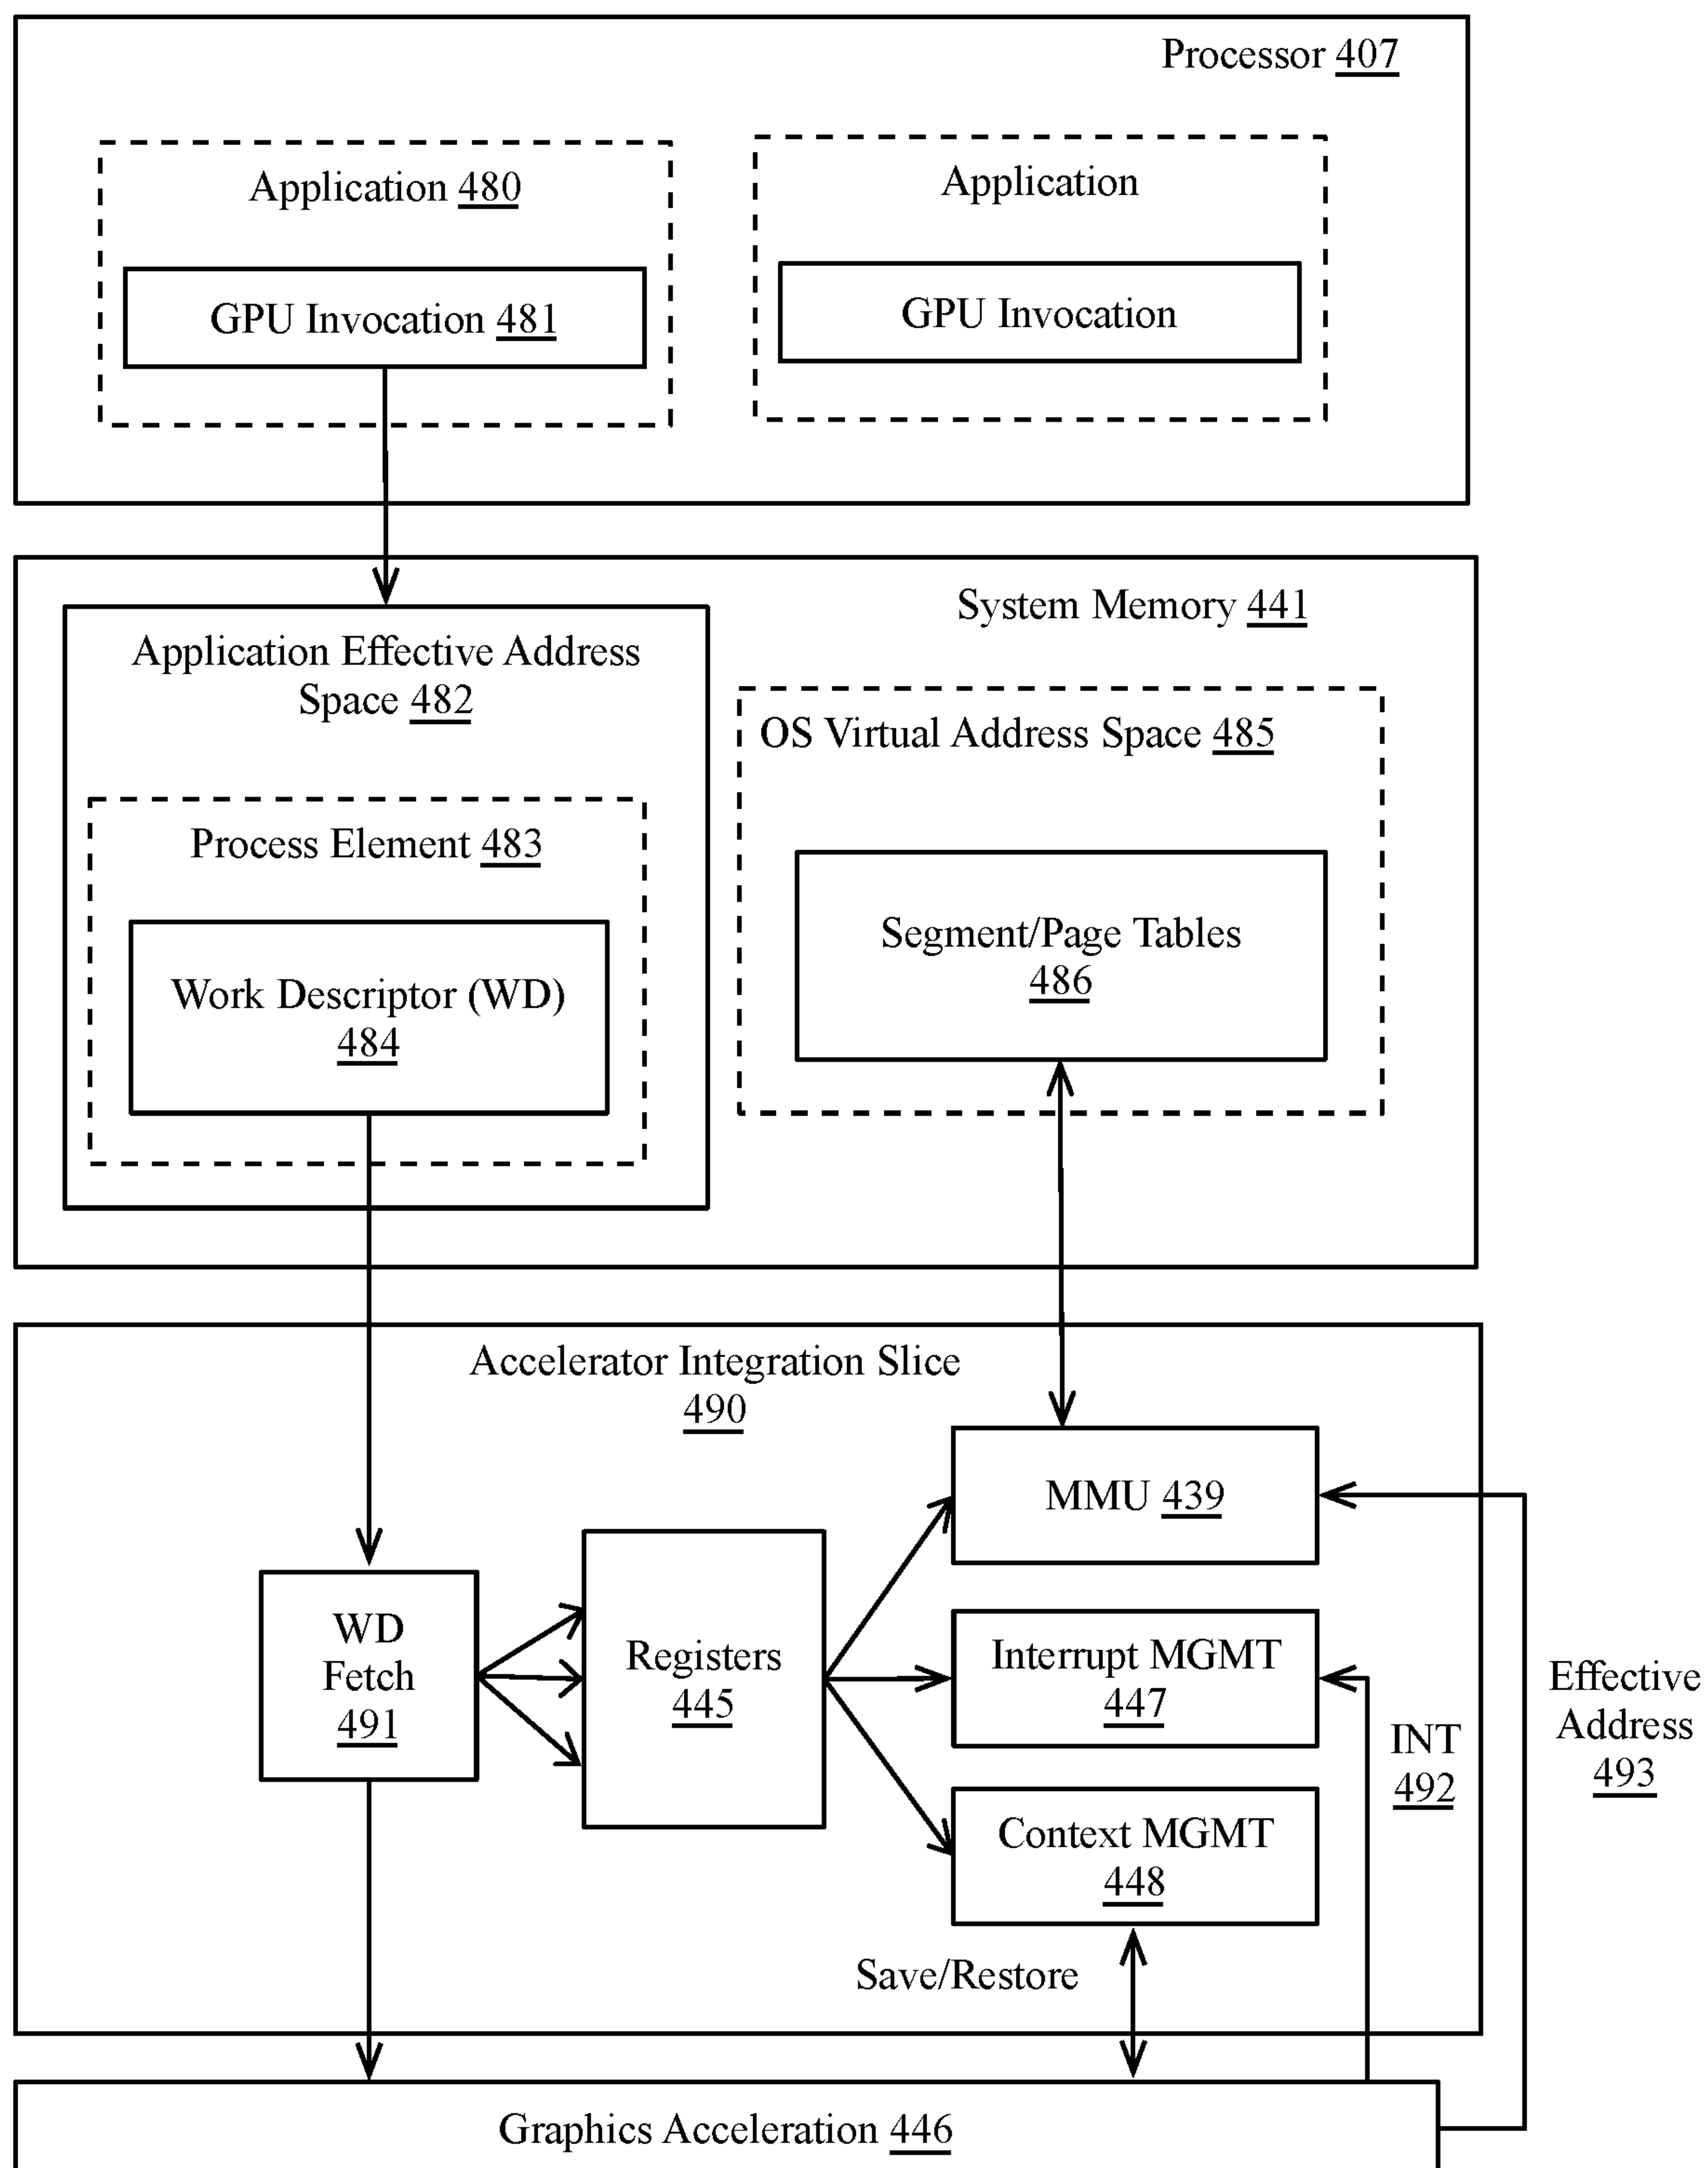 Processor 407
Application 480
GPU Invocation 481
Application
GPU Invocation
System Memory 441
Application Effective Address
Space 482
Process Element 483
Work Descriptor (WD)
484
OS Virtual Address Space 485
Segment/Page Tables
486
Accelerator Integration Slice
490
WD
Fetch
491
Registers
445
MMU 439
Interrupt MGMT
447
Context MGMT
448
Save/Restore
INT
492
Effective
Address
493
Graphics Acceleration 446